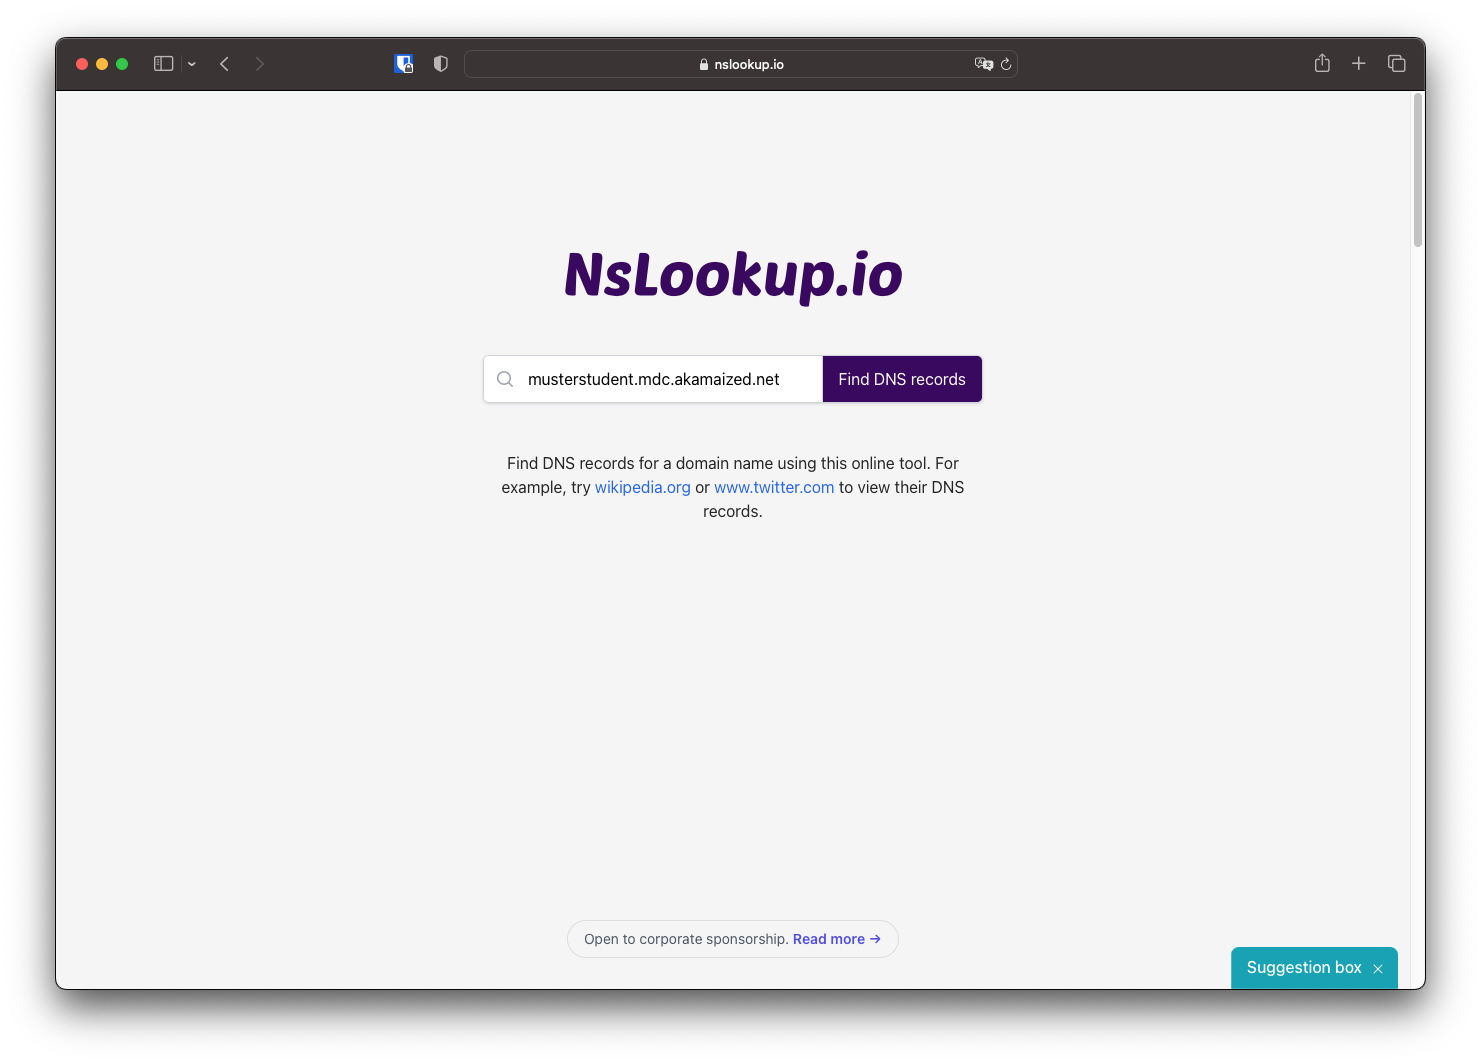 nslookup.io
NsLookup.io
musterstudent.mdc.akamaized.net
Find DNS records
Find DNS records for a domain name using this online tool. For
example, try wikipedia.org or www.twitter.com to view their DNS
records.
Open to corporate sponsorship. Read more →
Suggestion box ×